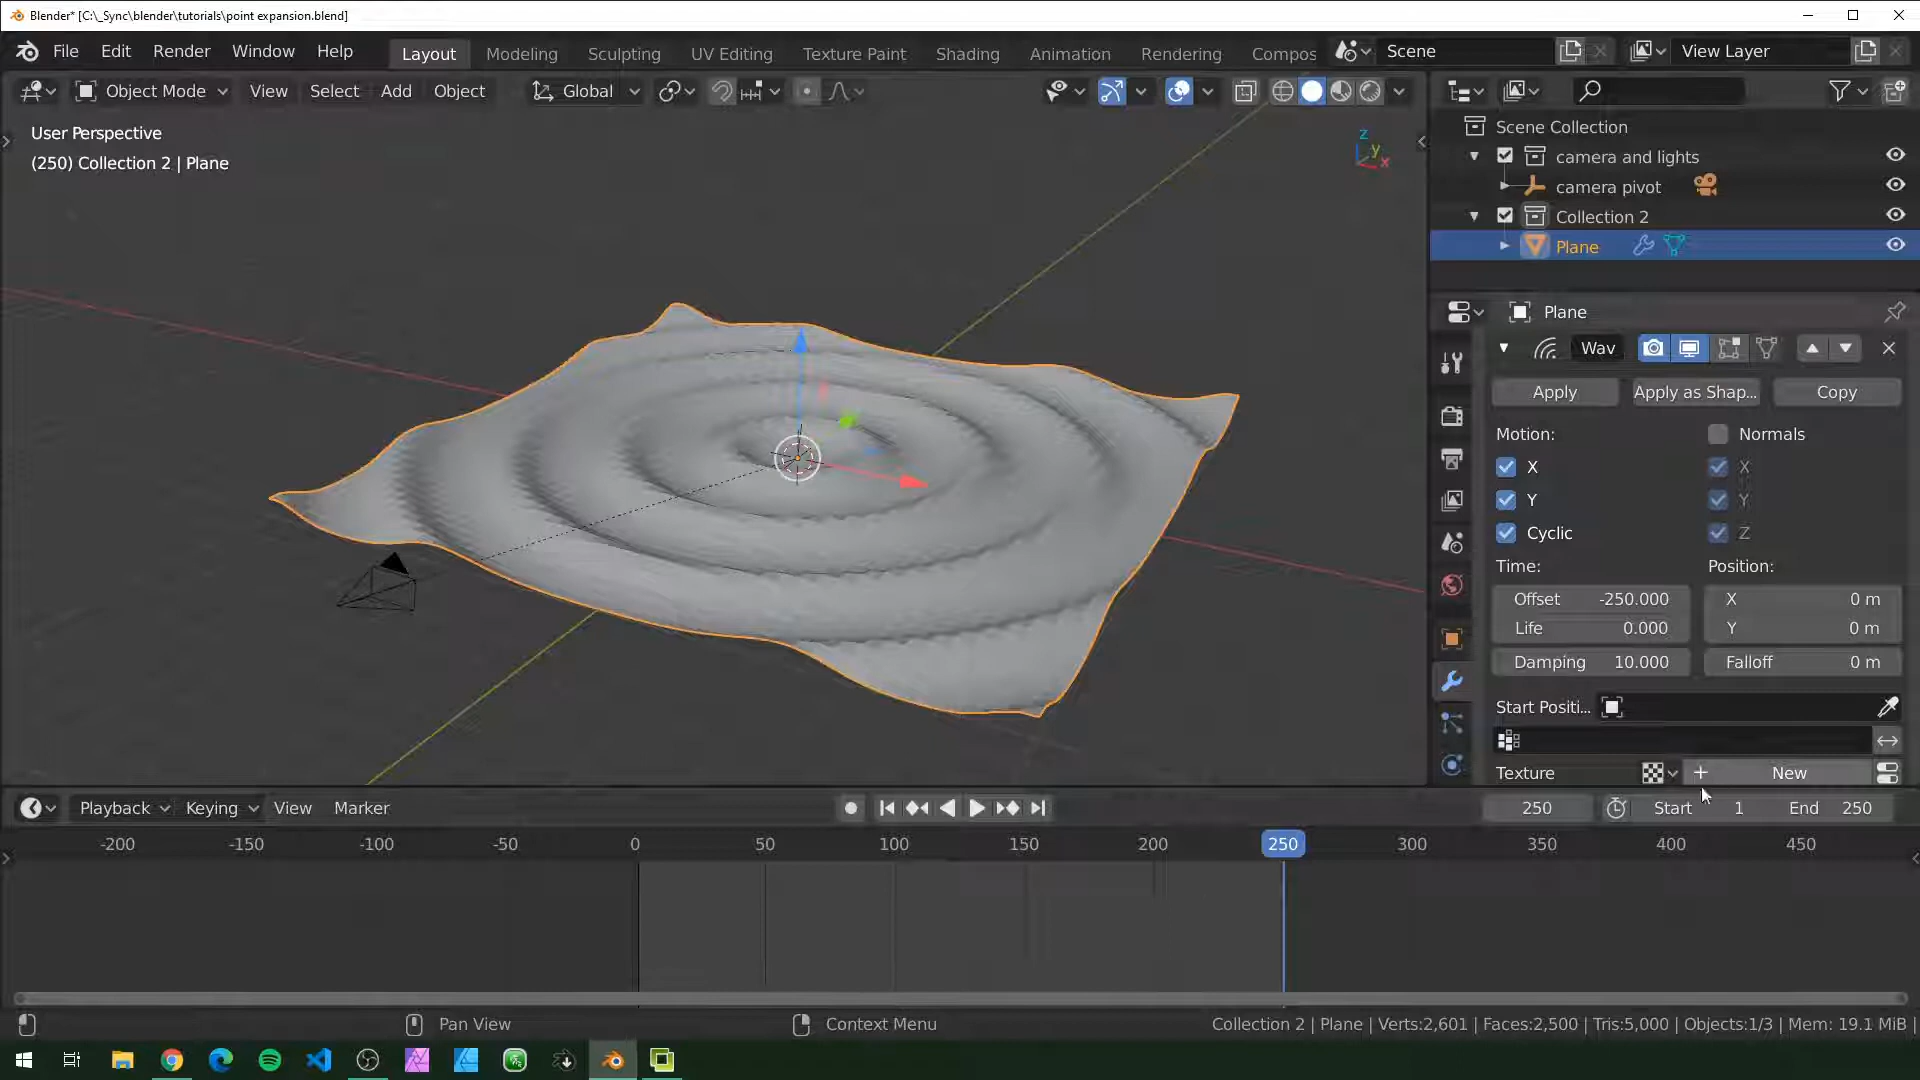 Blender* [C:\_Sync\blender\tutorials\point expansion.blend]
File Edit Render Window Help Layout Modeling Sculpting UV Editing Texture Paint Shading Animation Rendering Compos Scene View Layer
Object Mode View Select Add Object Global
User Perspective
(250) Collection 2 | Plane
Z
Y
X
Scene Collection
camera and lights
camera pivot
Collection 2
Plane
Plane
Wav
Apply Apply as Shap... Copy
Motion: Normals
X X
Y Y
Cyclic Z
Time: Position:
Offset -250.000 X 0 m
Life 0.000 Y 0 m
Damping 10.000 Falloff 0 m
Start Positi...
Texture New
Playback Keying View Marker 250 Start 1 End 250
-200 -150 -100 -50 0 50 100 150 200 250 300 350 400 450
Pan View Context Menu Collection 2 | Plane | Verts:2,601 | Faces:2,500 | Tris:5,000 | Objects:1/3 | Mem: 19.1 MiB |